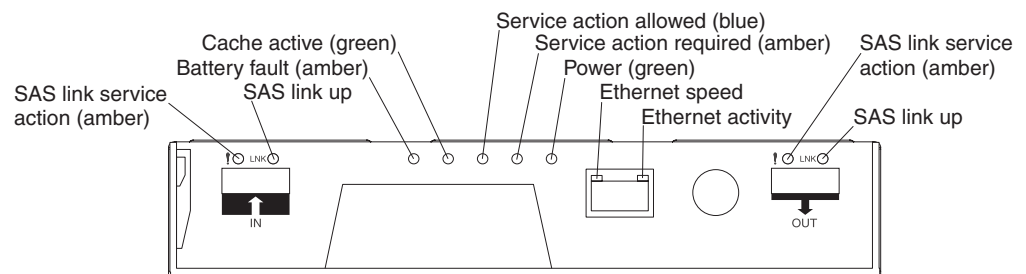 Service action allowed (blue)
Cache active (green)
Service action required (amber)
SAS link service
action (amber)
Battery fault (amber)
Power (green)
SAS link service
action (amber)
SAS link up
Ethernet speed
Ethernet activity
SAS link up
! LNK
! LNK
IN
OUT